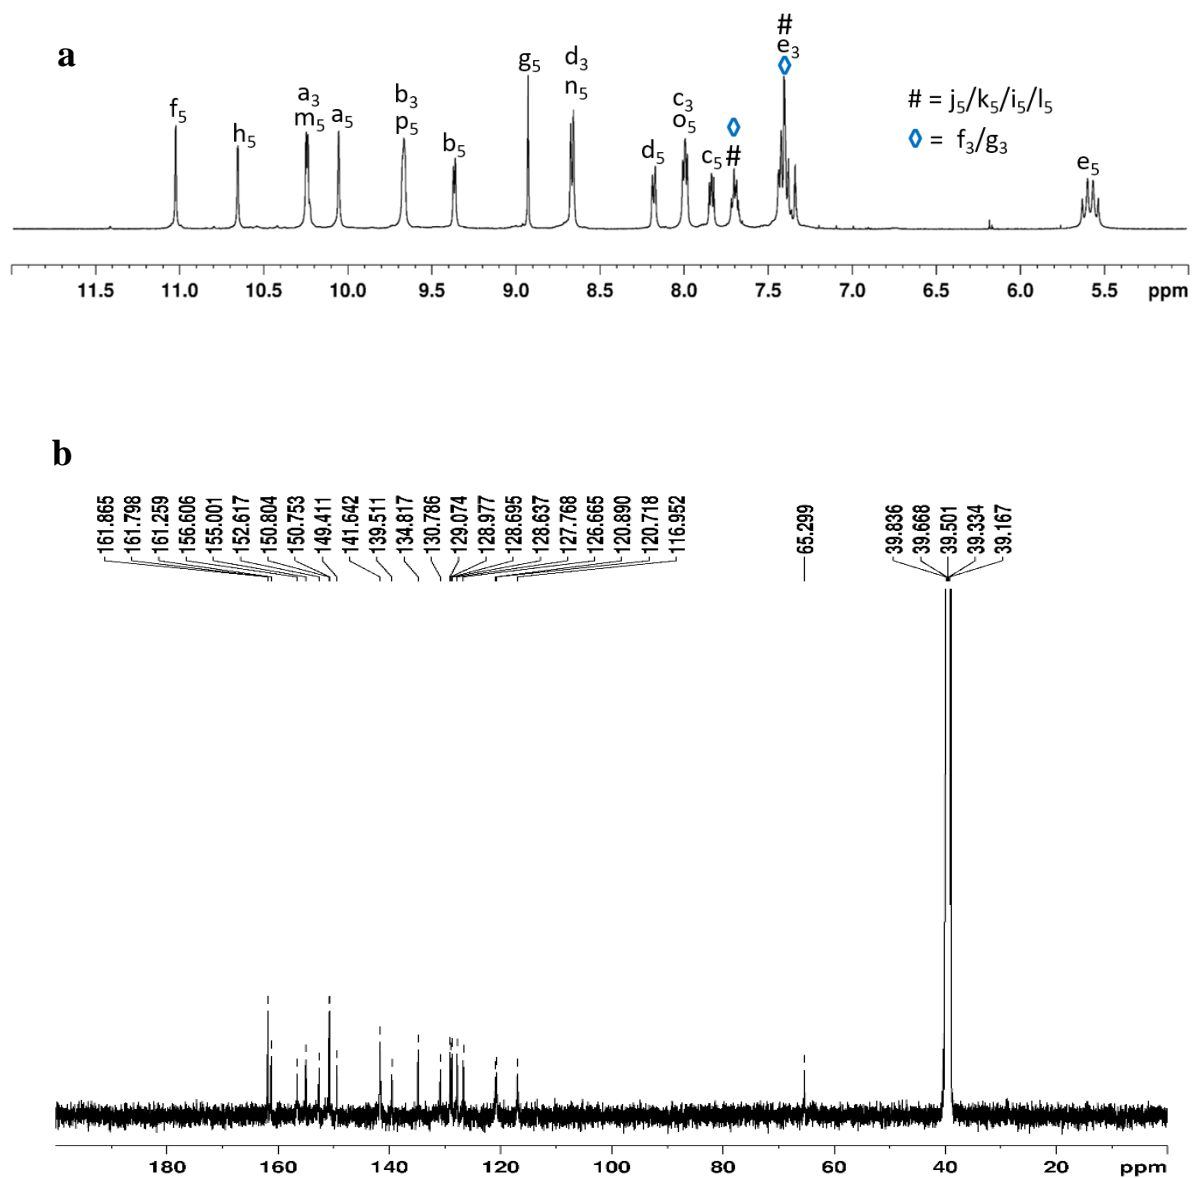 a
f5
h5
a3
m5
a5
b3
p5
b5
g5
d3
n5
d5
c3
o5
c5
◊
#
#
e3
◊
# = j5/k5/i5/l5
◊ = f3/g3
e5
11.5 11.0 10.5 10.0 9.5 9.0 8.5 8.0 7.5 7.0 6.5 6.0 5.5 ppm
b
161.865
161.798
161.259
156.606
155.001
152.617
150.804
150.753
149.411
141.642
139.511
134.817
130.786
129.074
128.977
128.695
128.637
127.768
126.665
120.890
120.718
116.952
65.299
39.836
39.668
39.501
39.334
39.167
180 160 140 120 100 80 60 40 20 ppm